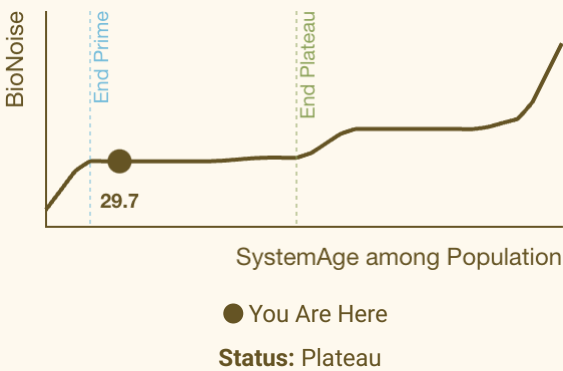 BioNoise
End Prime
End Plateau
29.7
SystemAge among Population
You Are Here
Status: Plateau